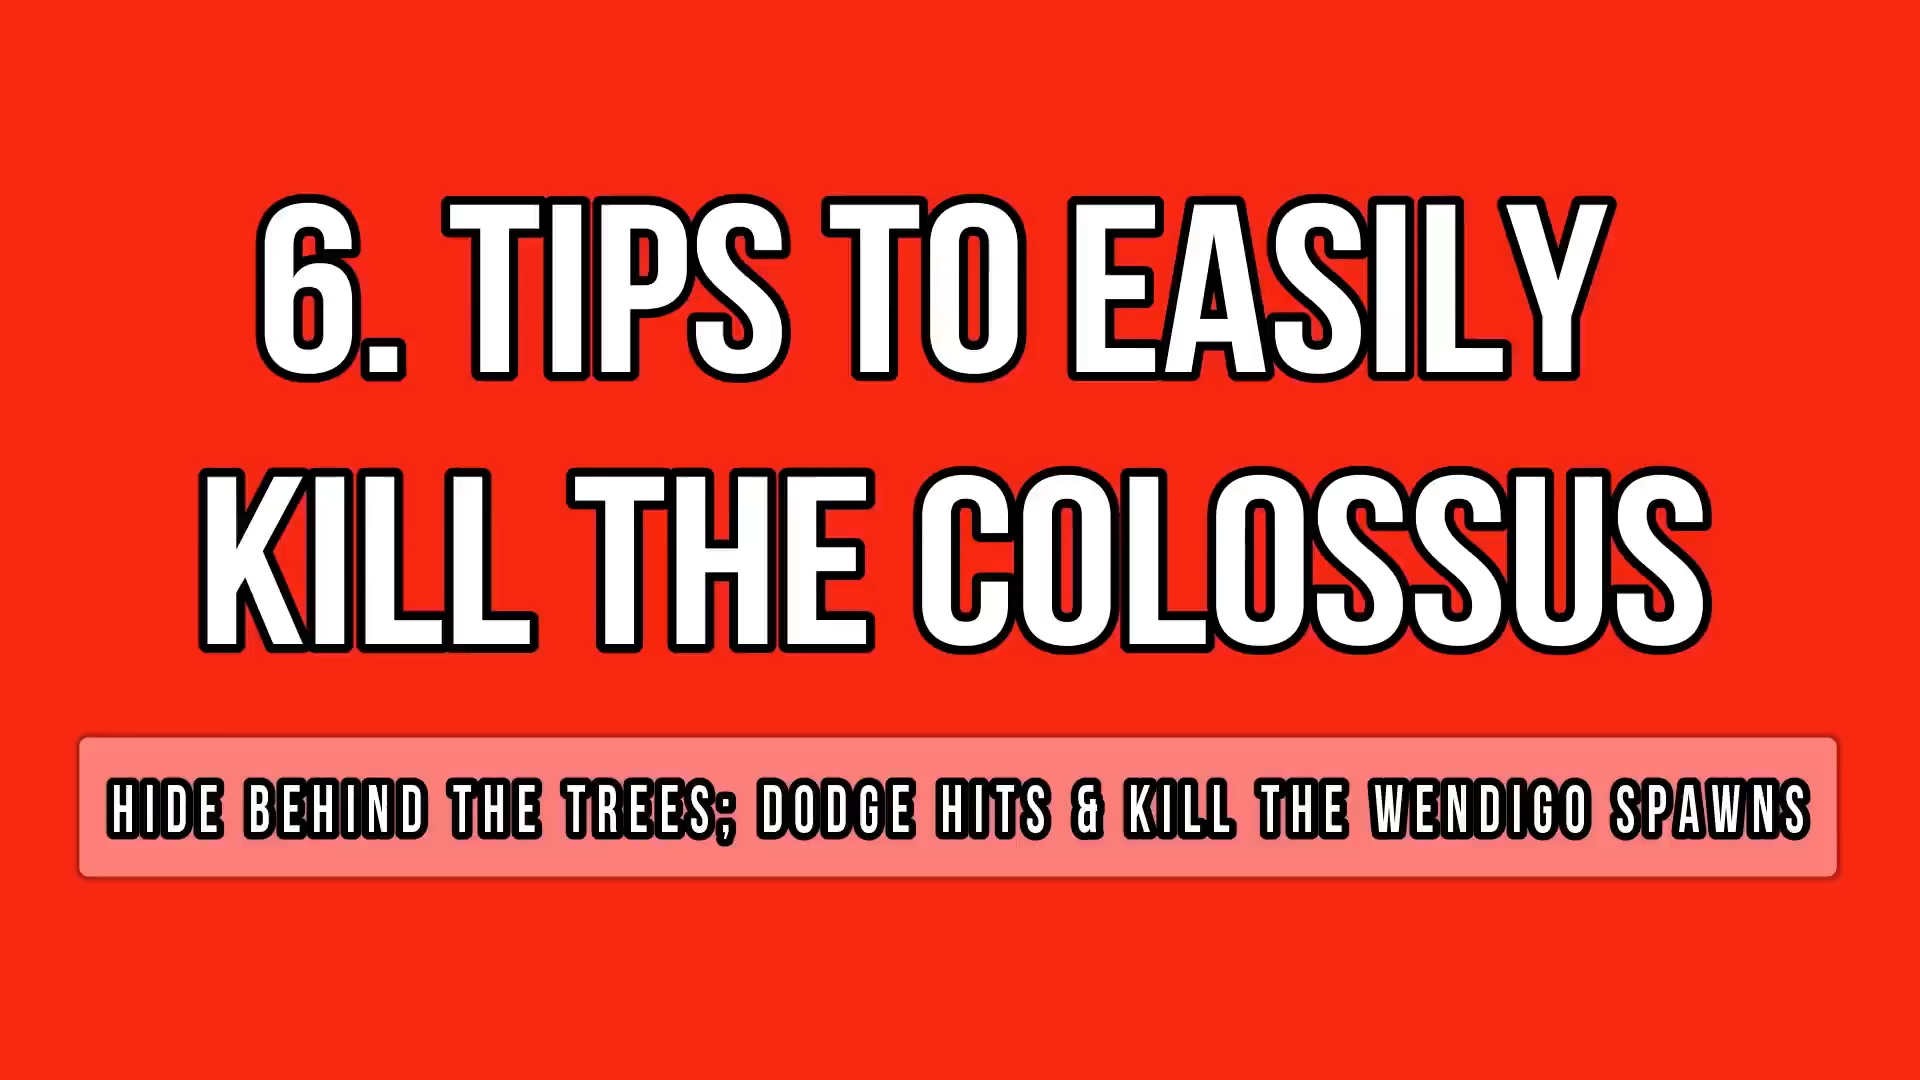 6. TIPS TO EASILY
KILL THE COLOSSUS
HIDE BEHIND THE TREES; DODGE HITS & KILL THE WENDIGO SPAWNS